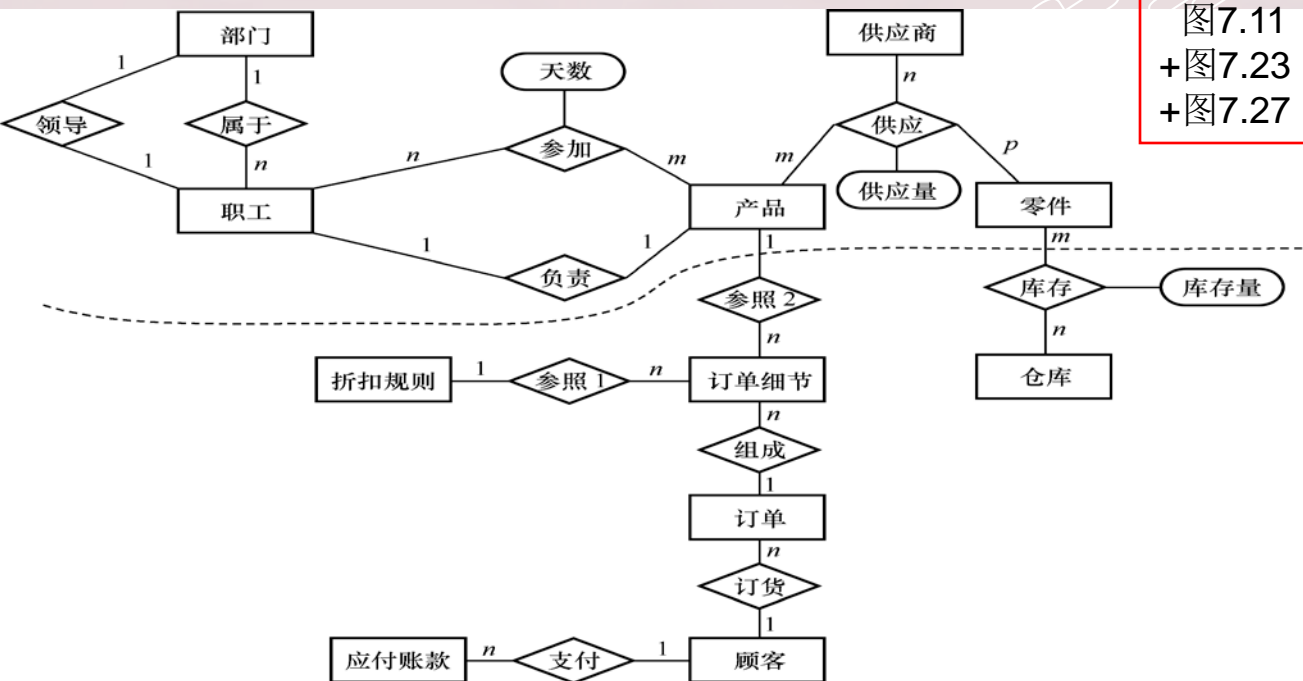 图7.11
+图7.23
+图7.27
部门
供应商
1
1
天数
n
领导
属于
参加
供应
1
n
n
m
m
p
供应量
职工
产品
零件
1
1
1
m
负责
参照 2
库存
库存量
n
n
折扣规则
1
参照 1
n
订单细节
仓库
n
组成
1
订单
n
订货
1
应付账款
n
支付
1
顾客